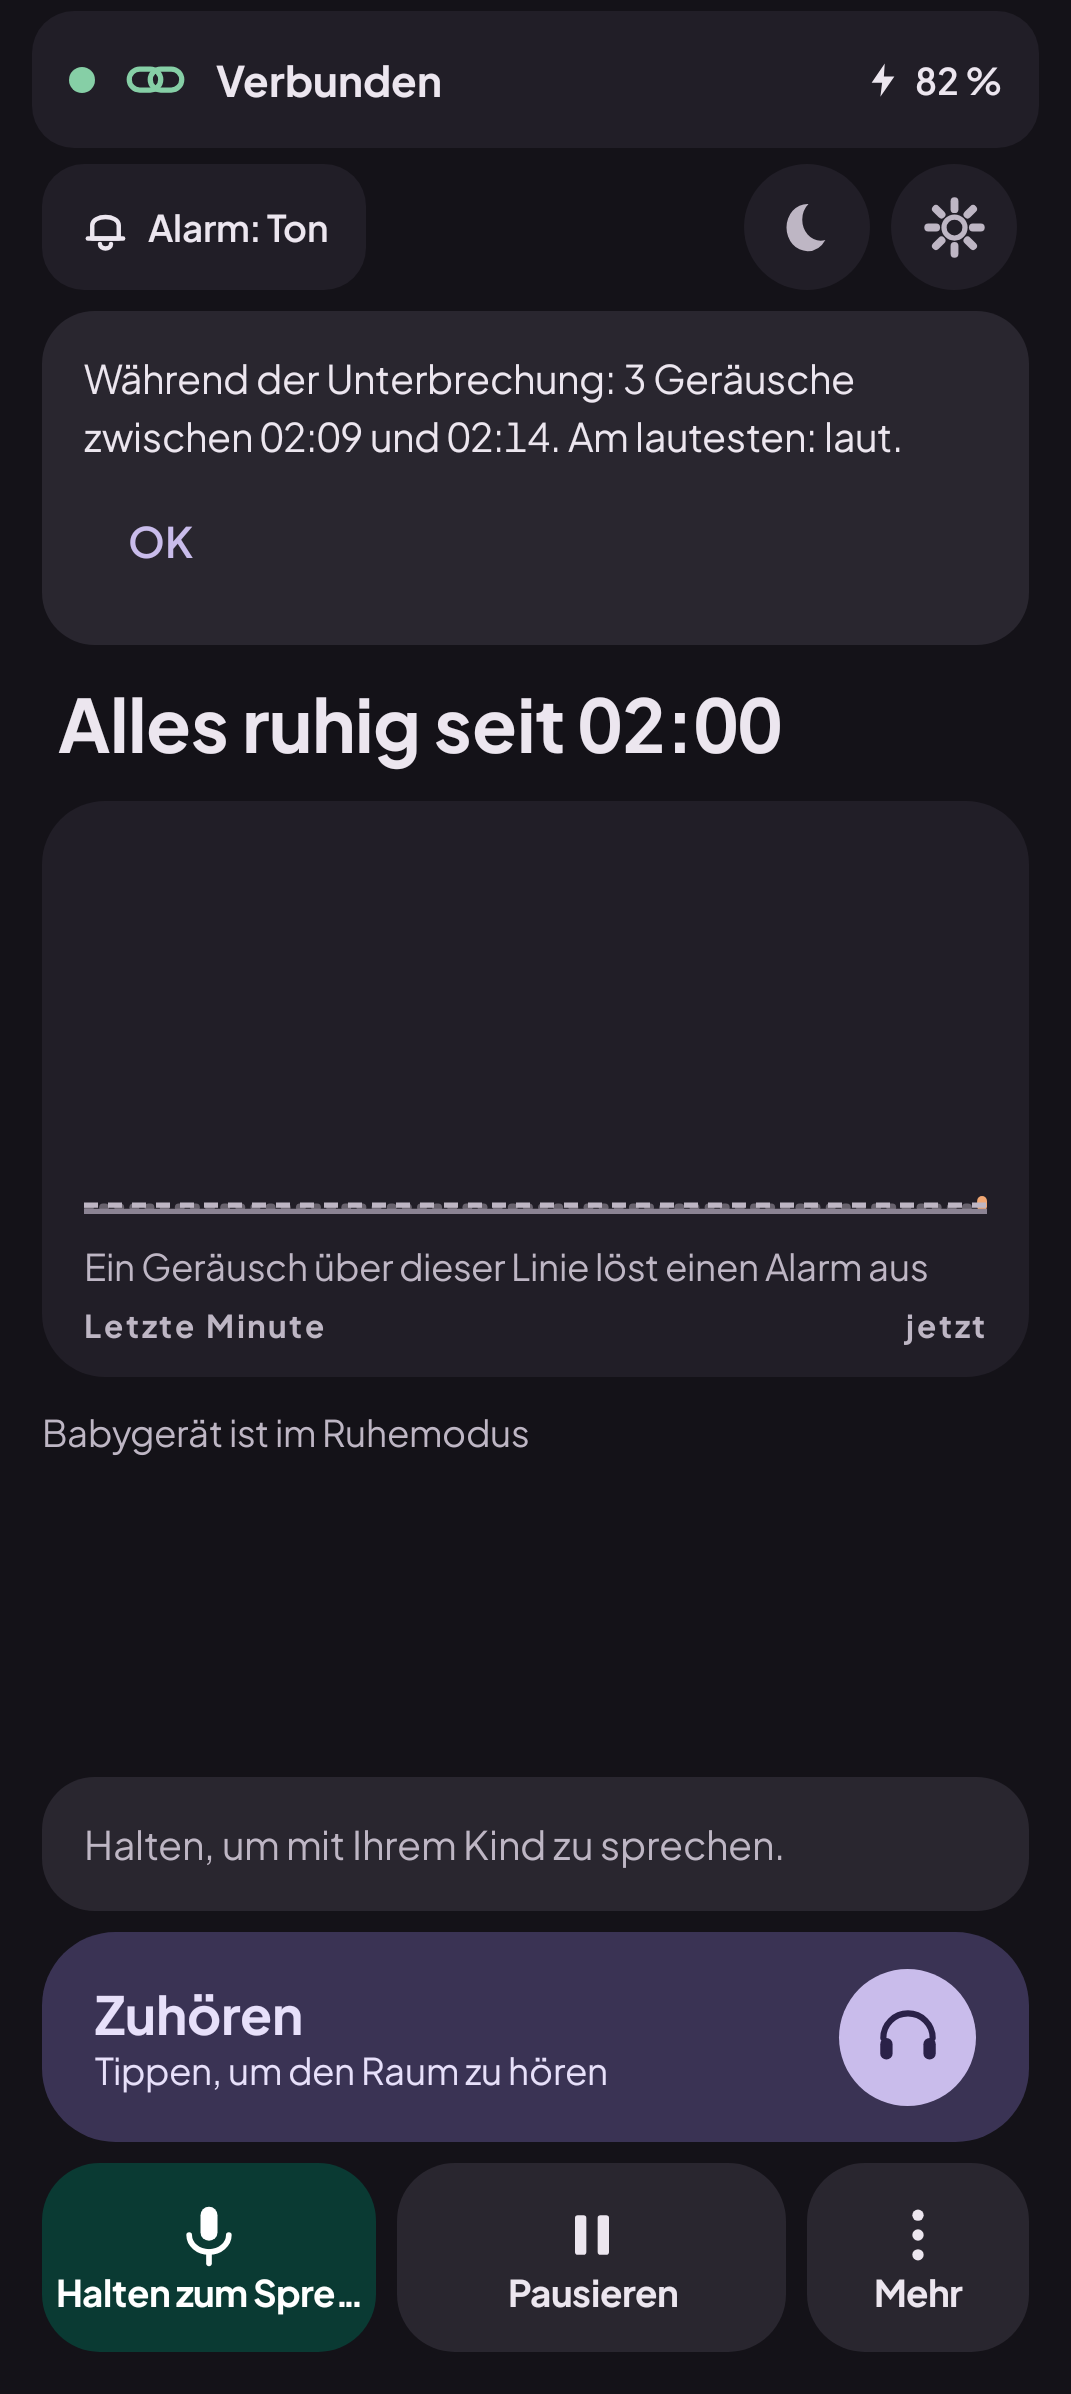 Verbunden
82 %
Alarm: Ton
Während der Unterbrechung: 3 Geräusche
zwischen 02:09 und 02:14. Am lautesten: laut.
OK
Alles ruhig seit 02:00
Ein Geräusch über dieser Linie löst einen Alarm aus
Letzte Minute
jetzt
Babygerät ist im Ruhemodus
Halten, um mit Ihrem Kind zu sprechen.
Zuhören
Tippen, um den Raum zu hören
Halten zum Spre…
Pausieren
Mehr